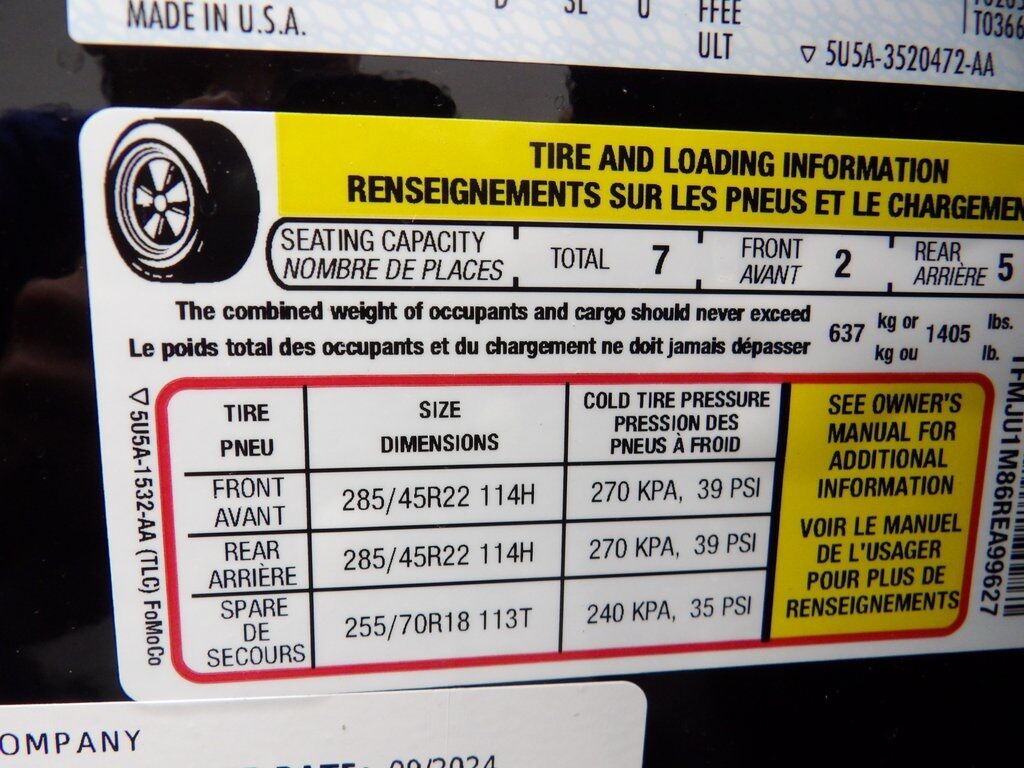 MADE IN U.S.A.
D SL U FFEE
ULT
T0366
▽ 5U5A-3520472-AA
TIRE AND LOADING INFORMATION
RENSEIGNEMENTS SUR LES PNEUS ET LE CHARGEMEN
SEATING CAPACITY
NOMBRE DE PLACES
TOTAL 7
FRONT
AVANT 2
REAR
ARRIÈRE 5
The combined weight of occupants and cargo should never exceed
Le poids total des occupants et du chargement ne doit jamais dépasser
637 kg or 1405 lbs.
kg ou lb.
TIRE
PNEU
SIZE
DIMENSIONS
COLD TIRE PRESSURE
PRESSION DES
PNEUS À FROID
FRONT
AVANT
285/45R22 114H
270 KPA, 39 PSI
REAR
ARRIÈRE
285/45R22 114H
270 KPA, 39 PSI
SPARE
DE
SECOURS
255/70R18 113T
240 KPA, 35 PSI
SEE OWNER'S
MANUAL FOR
ADDITIONAL
INFORMATION
VOIR LE MANUEL
DE L'USAGER
POUR PLUS DE
RENSEIGNEMENTS
▽ 5U5A-1532-AA (TLC) FoMoCo
1FMJU1M86REA99627
OMPANY
DATE: 09/2024